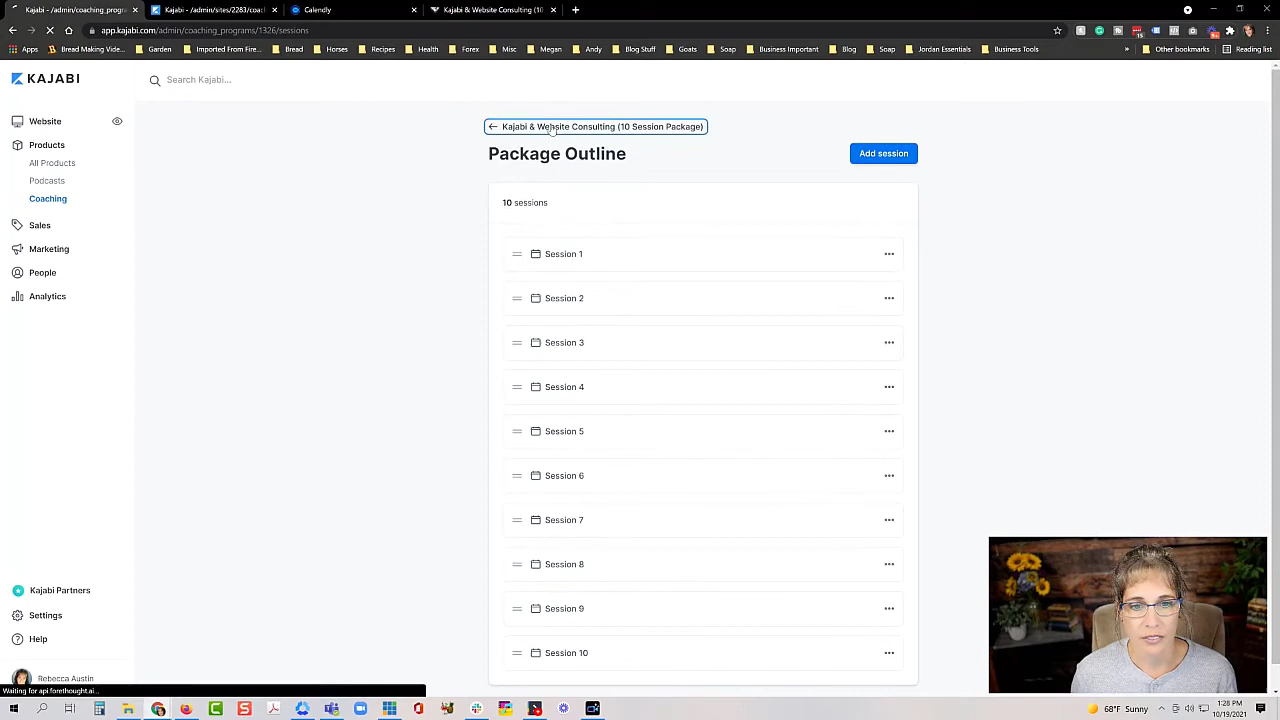 Kajabi - /admin/coaching_prog
Kajabi - /admin/sites/2283/coac
Calendly
Kajabi & Website Consulting (10
app.kajabi.com/admin/coaching_programs/1326/sessions
Apps
Bread Making Vide...
Garden
Imported From Fire...
Bread
Horses
Recipes
Health
Forex
Misc
Megan
Andy
Blog Stuff
Goats
Soap
Business Important
Blog
Soap
Jordan Essentials
Business Tools
»
Other bookmarks
Reading list
KAJABI
Search Kajabi...
Website
Products
All Products
Podcasts
Coaching
Sales
Marketing
People
Analytics
Kajabi & Website Consulting (10 Session Package)
Package Outline
Add session
10 sessions
Session 1
Session 2
Session 3
Session 4
Session 5
Session 6
Session 7
Session 8
Session 9
Session 10
Kajabi Partners
Settings
Help
Rebecca Austin
Waiting for api.forethought.ai...
68°F Sunny
1:28 PM
10/19/2021